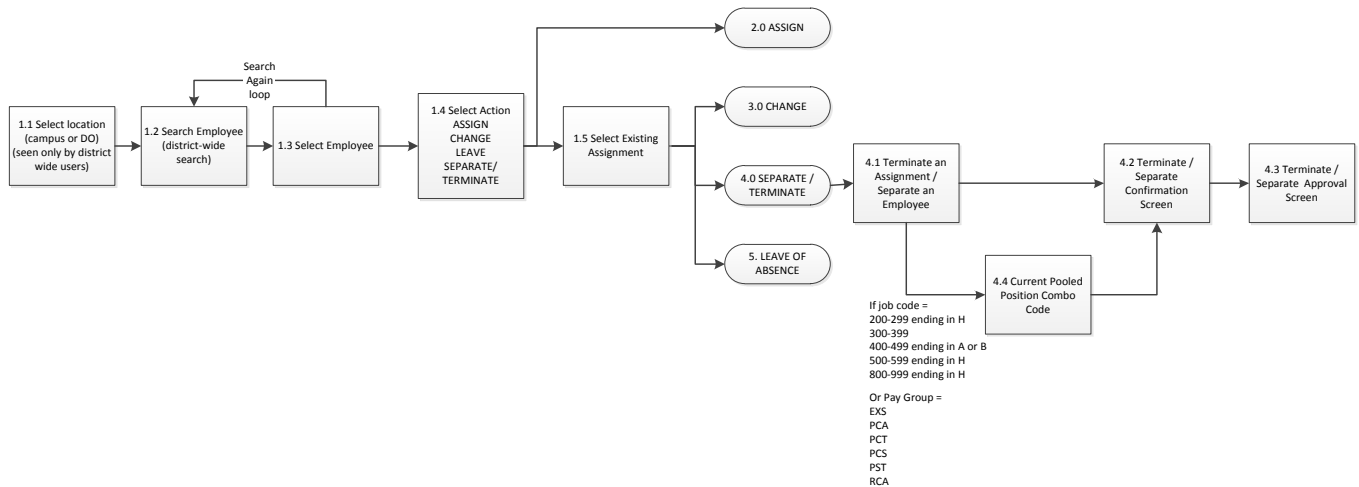 2.0 ASSIGN
Search
Again
loop
1.1 Select location
(campus or DO)
(seen only by district
wide users)
1.2 Search Employee
(district-wide
search)
1.3 Select Employee
1.4 Select Action
ASSIGN
CHANGE
LEAVE
SEPARATE/
TERMINATE
1.5 Select Existing
Assignment
3.0 CHANGE
4.0 SEPARATE /
TERMINATE
5. LEAVE OF
ABSENCE
4.1 Terminate an
Assignment /
Separate an
Employee
4.2 Terminate /
Separate
Confirmation
Screen
4.3 Terminate /
Separate Approval
Screen
4.4 Current Pooled
Position Combo
Code
If job code =
200-299 ending in H
300-399
400-499 ending in A or B
500-599 ending in H
800-999 ending in H
Or Pay Group =
EXS
PCA
PCT
PCS
PST
RCA